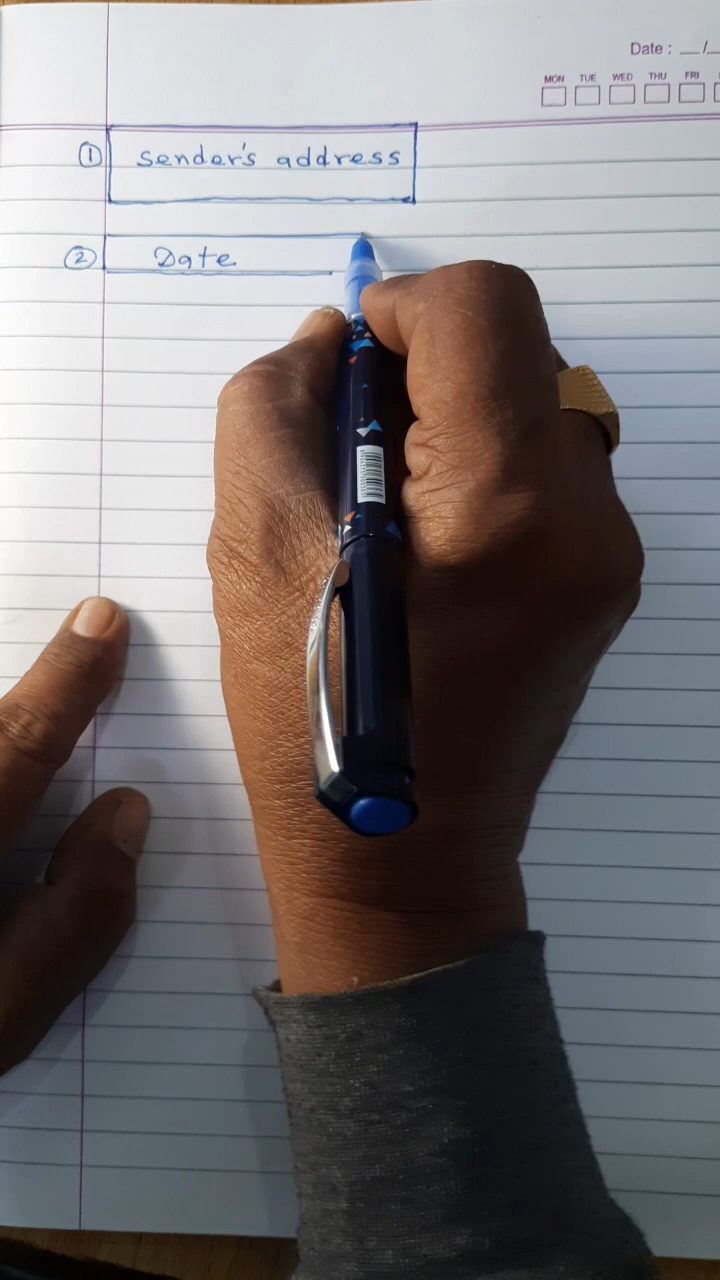 Date : __/__
MON TUE WED THU FRI
① Sender's address
② Date